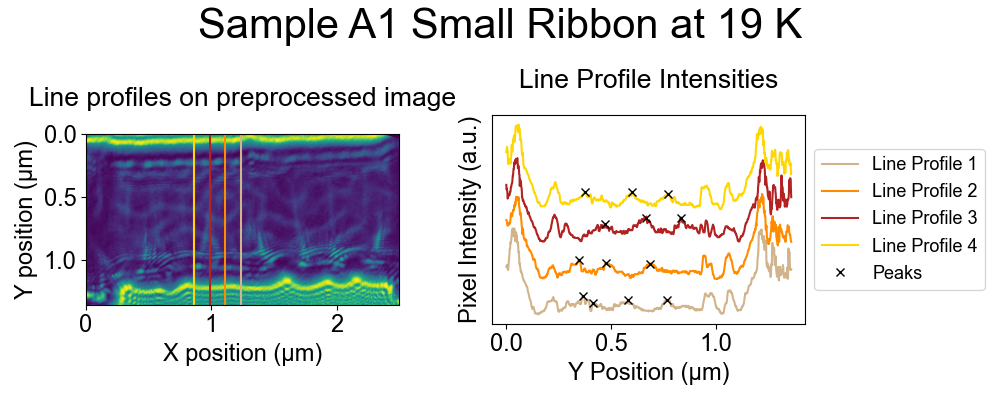 Sample A1 Small Ribbon at 19 K
Line profiles on preprocessed image
Y position (µm)
0.0
0.5
1.0
0
1
2
X position (µm)
Line Profile Intensities
Pixel Intensity (a.u.)
0.0
0.5
1.0
Y Position (µm)
Line Profile 1
Line Profile 2
Line Profile 3
Line Profile 4
Peaks